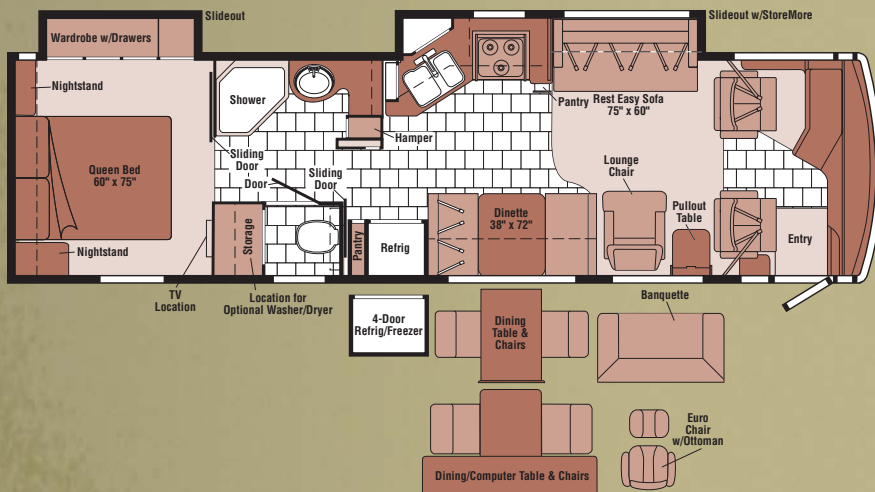 Slideout
Slideout w/StoreMore
Wardrobe w/Drawers
Nightstand
Shower
Pantry
Rest Easy Sofa
75" x 60"
Hamper
Sliding
Door
Queen Bed
60" x 75"
Door
Sliding
Door
Lounge
Chair
Pullout
Table
Dinette
38" x 72"
Nightstand
Storage
Pantry
Refrig
Entry
TV
Location
Location for
Optional Washer/Dryer
4-Door
Refrig/Freezer
Dining
Table &
Chairs
Banquette
Euro
Chair
w/Ottoman
Dining/Computer Table & Chairs